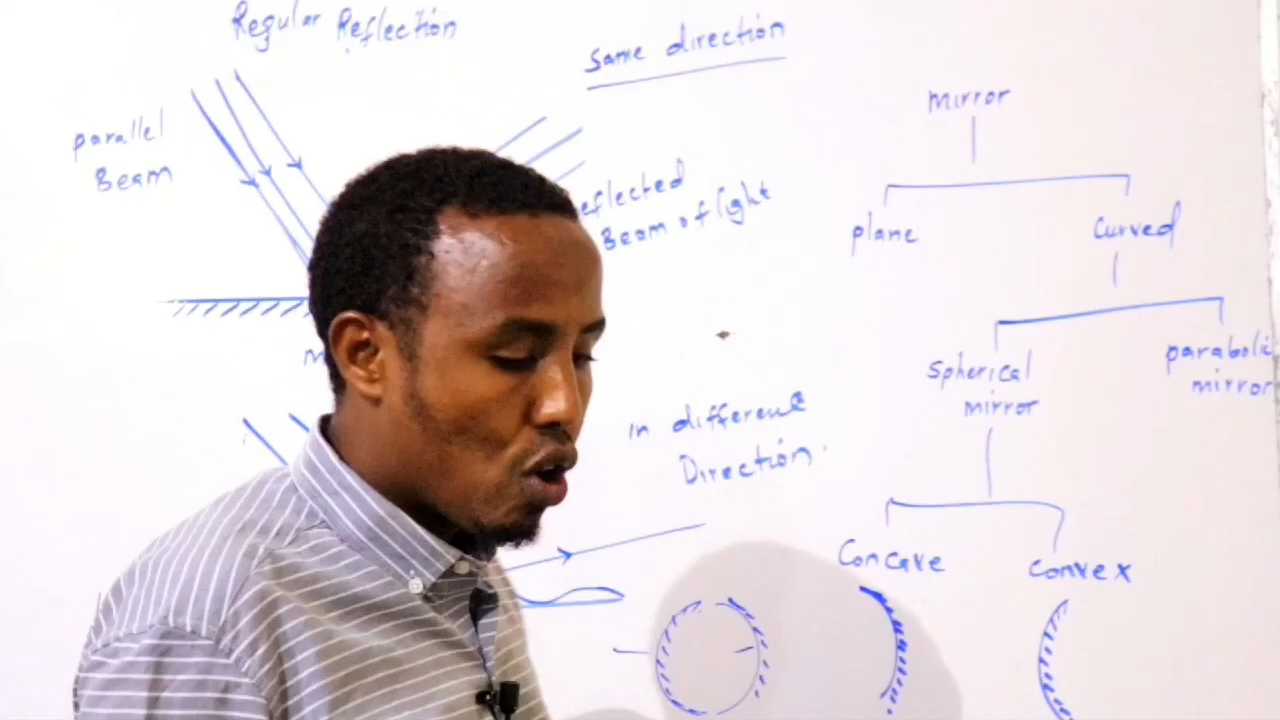 Regular Reflection
Same direction
parallel
Beam
eflected
Beam of light
in different
Direction.
mirror
plane
Curved
Spherical
mirror
parabolic
mirror
Concave
Convex